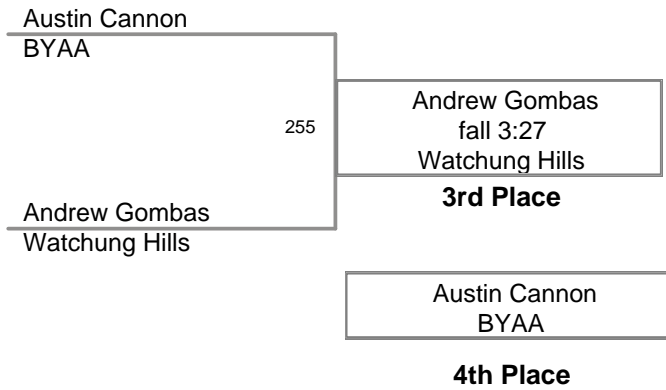 Austin Cannon
BYAA
255
Andrew Gombas
fall 3:27
Watchung Hills
3rd Place
Andrew Gombas
Watchung Hills
Austin Cannon
BYAA
4th Place